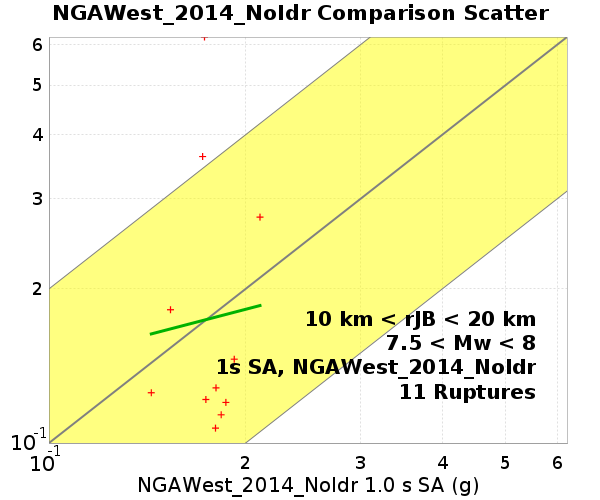 NGAWest_2014_NoIdr Comparison Scatter
6
5
4
3
2
10^-1
10 km < rJB < 20 km
7.5 < Mw < 8
1s SA, NGAWest_2014_NoIdr
11 Ruptures
10^-1 2 3 4 5 6
NGAWest_2014_NoIdr 1.0 s SA (g)